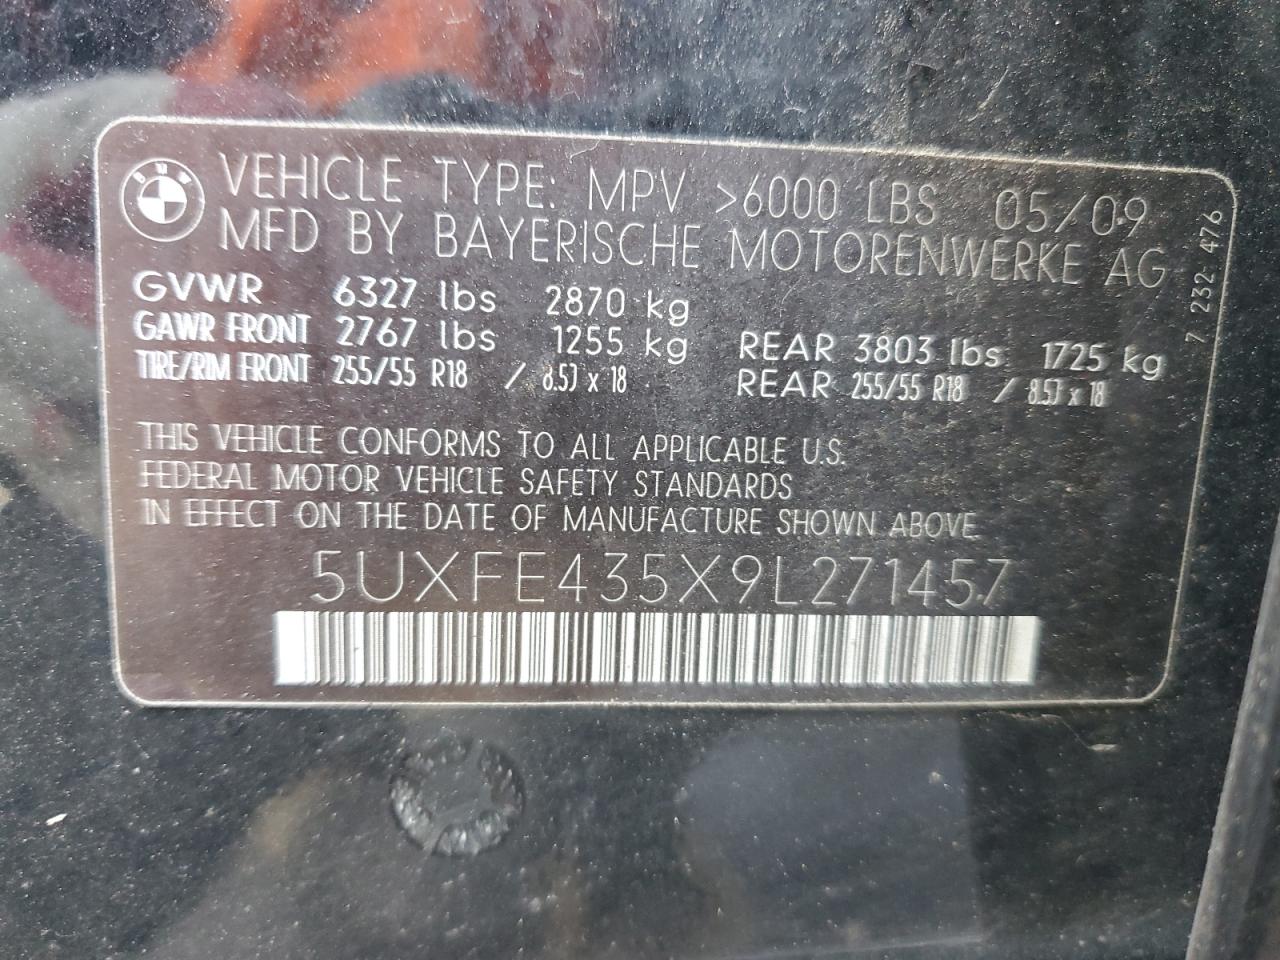 BMW
VEHICLE TYPE: MPV >6000 LBS 05/09
MFD BY BAYERISCHE MOTORENWERKE AG
GVWR 6327 lbs 2870 kg
GAWR FRONT 2767 lbs 1255 kg REAR 3803 lbs 1725 kg
TIRE/RIM FRONT 255/55 R18 / 8.5J x 18 REAR 255/55 R18 / 8.5J x 18
THIS VEHICLE CONFORMS TO ALL APPLICABLE U.S.
FEDERAL MOTOR VEHICLE SAFETY STANDARDS
IN EFFECT ON THE DATE OF MANUFACTURE SHOWN ABOVE
5UXFE435X9L271457
7 232 476